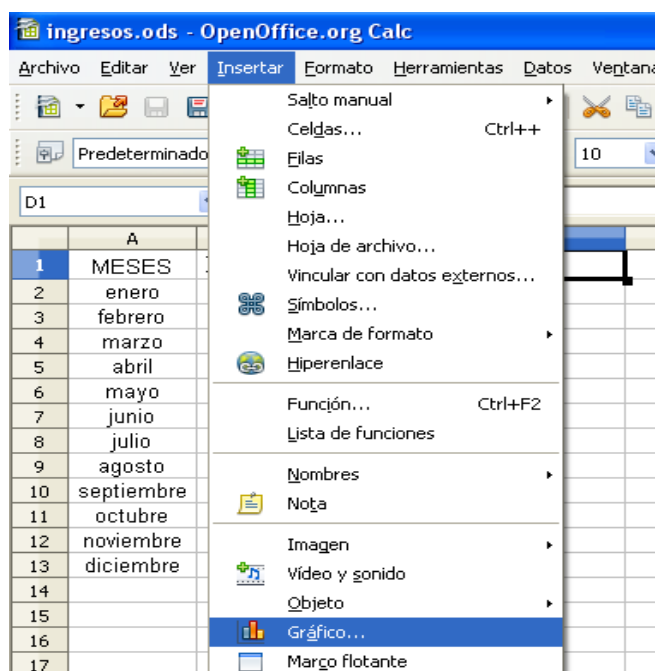 ingresos.ods - OpenOffice.org Calc
Archivo Editar Ver Insertar Formato Herramientas Datos Ventana
Predeterminado 10
D1
A
1 MESES
2 enero
3 febrero
4 marzo
5 abril
6 mayo
7 junio
8 julio
9 agosto
10 septiembre
11 octubre
12 noviembre
13 diciembre
14
15
16
17
Salto manual
Celdas... Ctrl++
Filas
Columnas
Hoja...
Hoja de archivo...
Vincular con datos externos...
Símbolos...
Marca de formato
Hiperenlace
Función... Ctrl+F2
Lista de funciones
Nombres
Nota
Imagen
Vídeo y sonido
Objeto
Gráfico...
Marco flotante